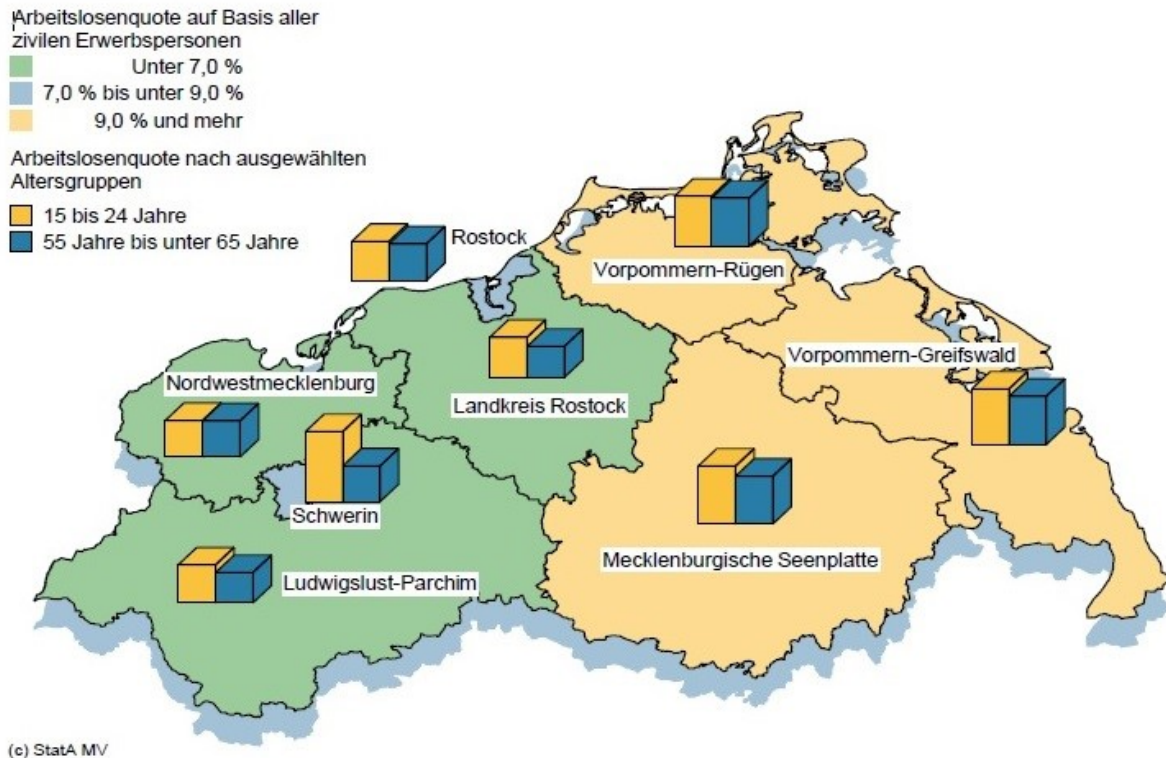 Arbeitslosenquote auf Basis aller
zivilen Erwerbspersonen
Unter 7,0 %
7,0 % bis unter 9,0 %
9,0 % und mehr
Arbeitslosenquote nach ausgewählten
Altersgruppen
15 bis 24 Jahre
55 Jahre bis unter 65 Jahre
Rostock
Vorpommern-Rügen
Vorpommern-Greifswald
Nordwestmecklenburg
Landkreis Rostock
Schwerin
Mecklenburgische Seenplatte
Ludwigslust-Parchim
(c) StatA MV